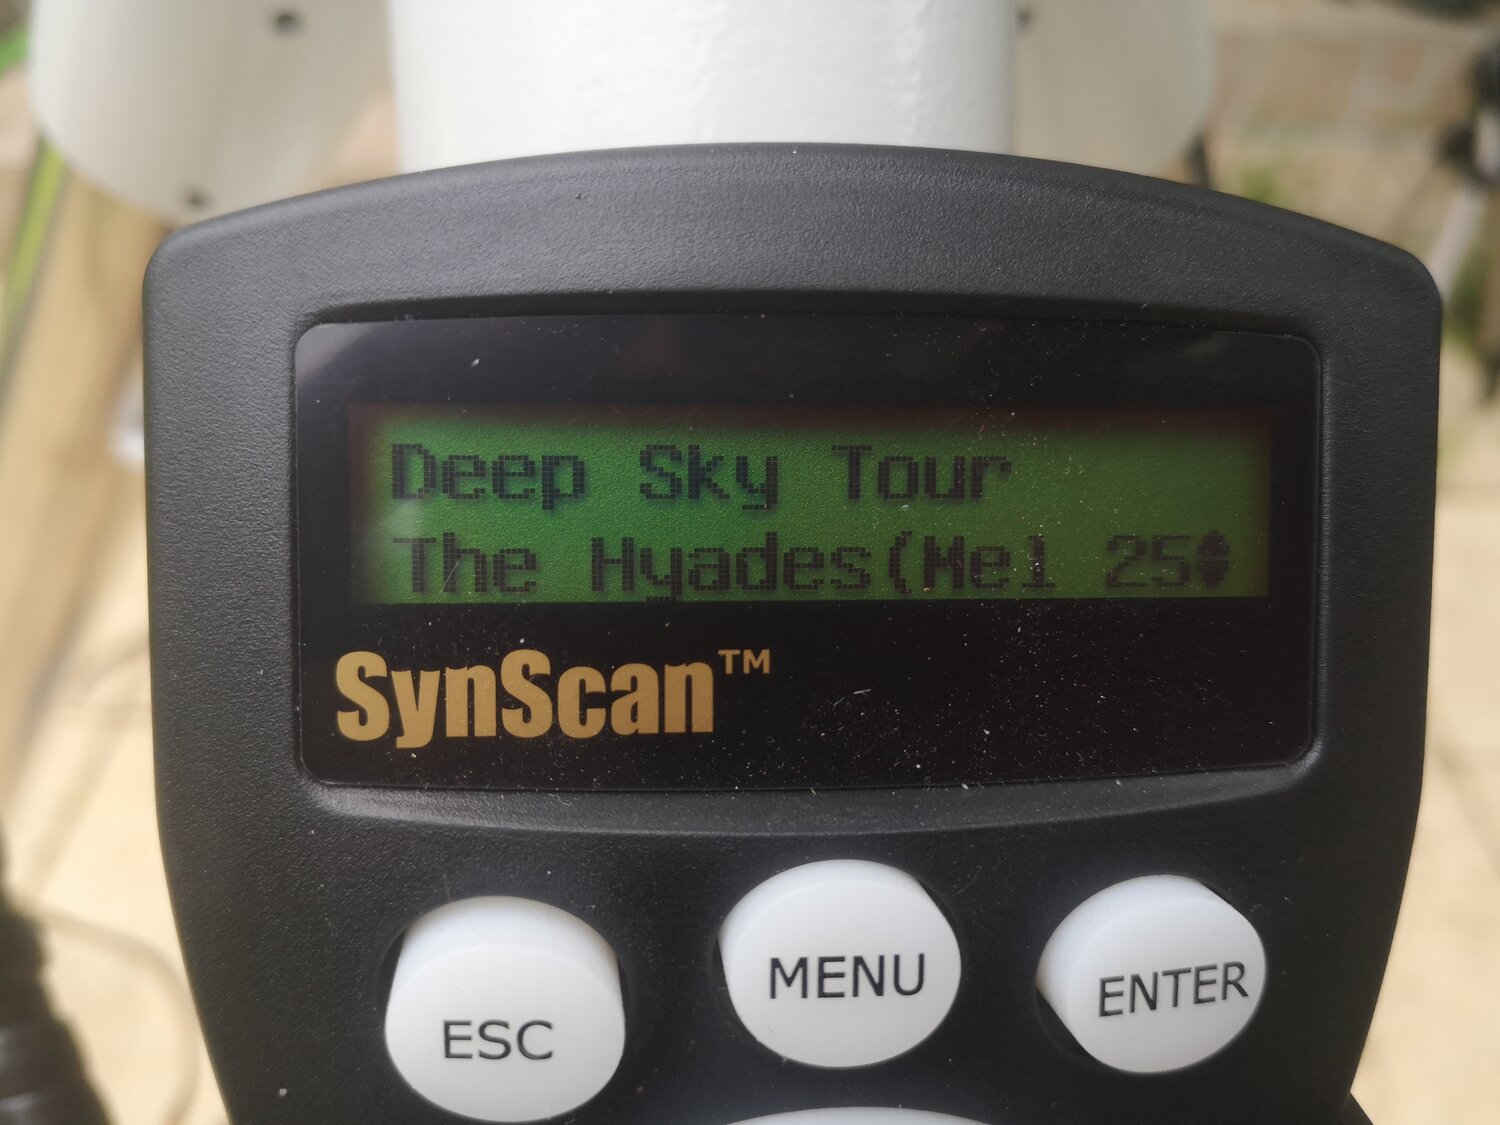 Deep Sky Tour
The Hyades(Mel 25
SynScan™
ESC
MENU
ENTER